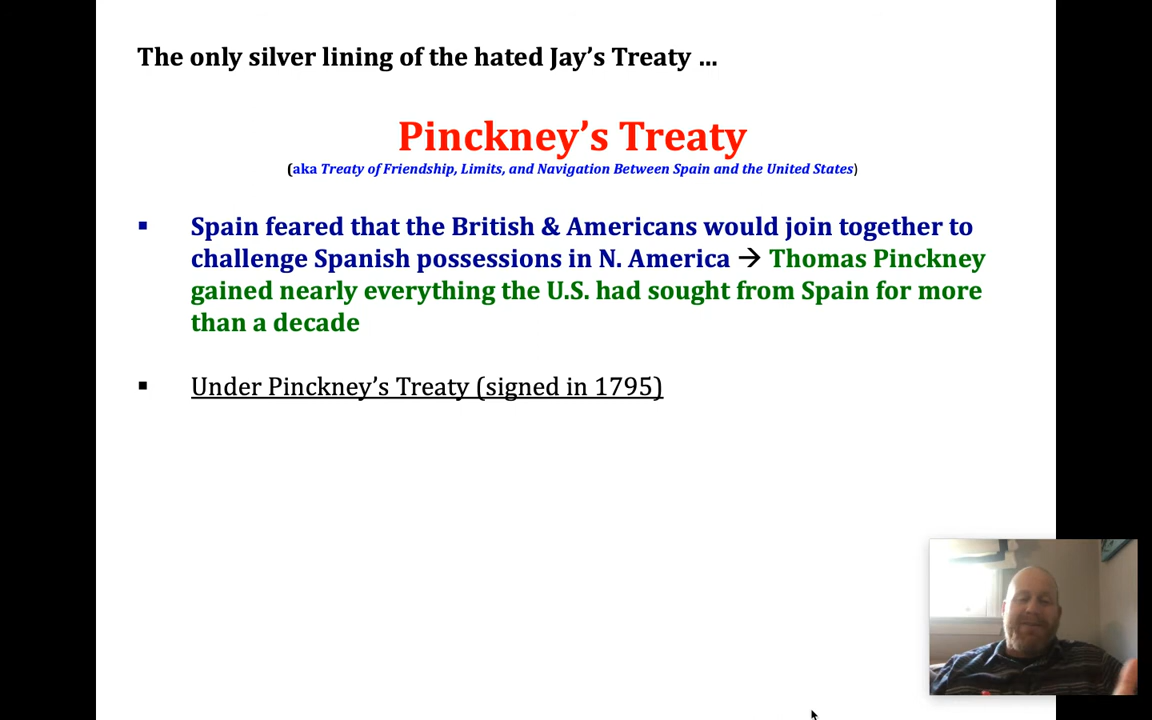 The only silver lining of the hated Jay’s Treaty …
Pinckney’s Treaty
(aka Treaty of Friendship, Limits, and Navigation Between Spain and the United States)
▪ Spain feared that the British & Americans would join together to
challenge Spanish possessions in N. America → Thomas Pinckney
gained nearly everything the U.S. had sought from Spain for more
than a decade
▪ Under Pinckney’s Treaty (signed in 1795)